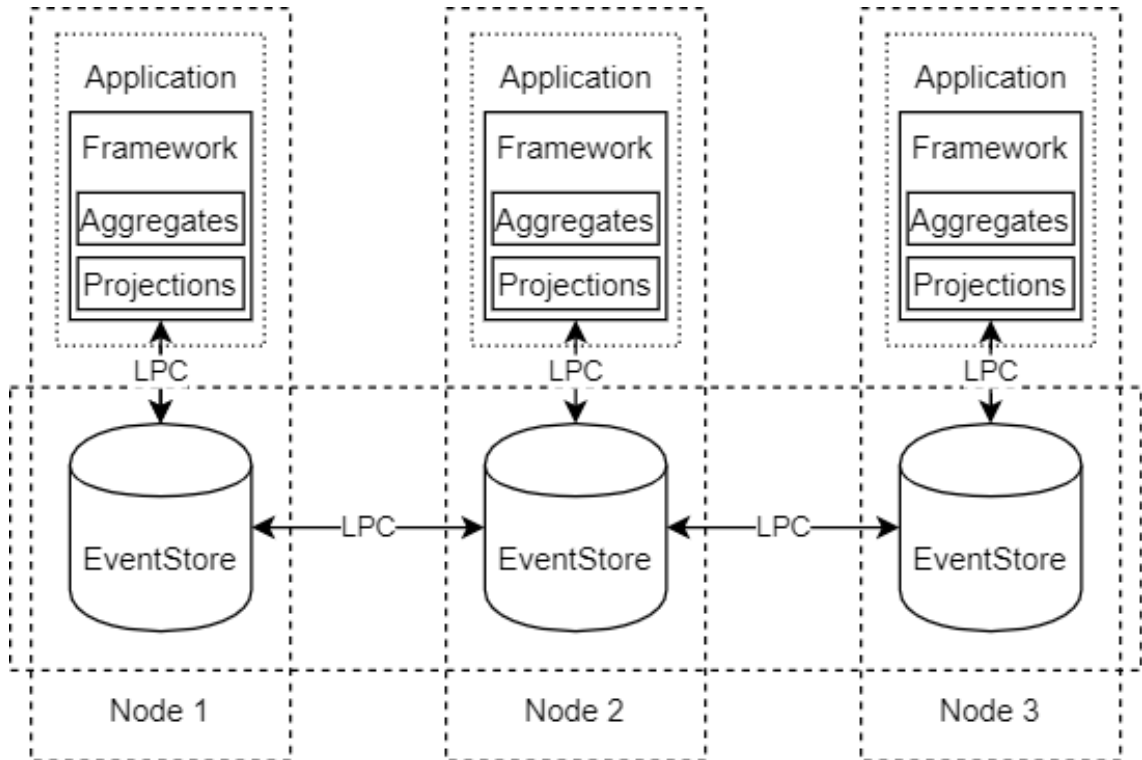 Application
Framework
Aggregates
Projections
LPC
EventStore
Node 1
Application
Framework
Aggregates
Projections
LPC
EventStore
Node 2
Application
Framework
Aggregates
Projections
LPC
EventStore
Node 3
LPC
LPC